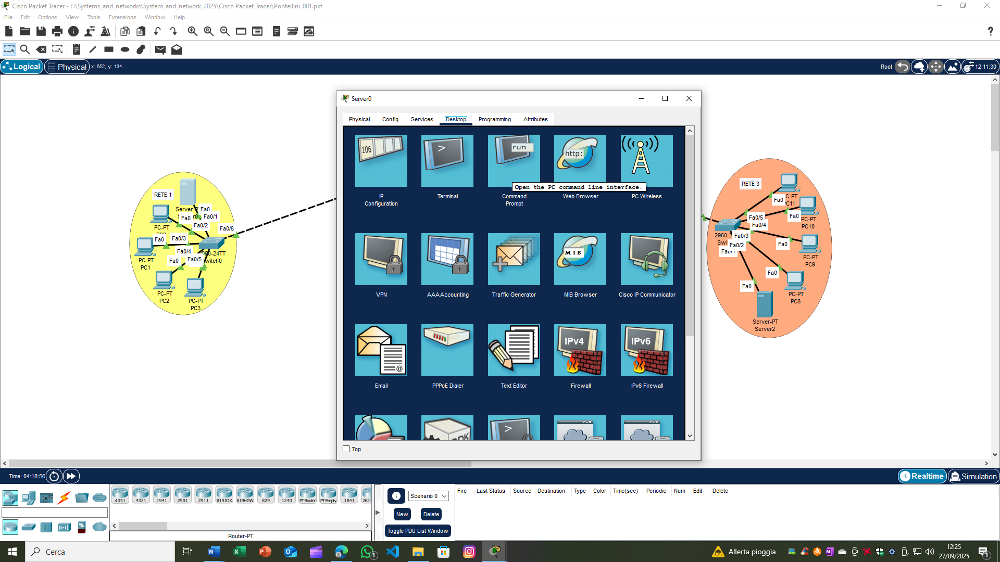 Cisco Packet Tracer - F:\Systems_and_networks\System_and_network_2025\Cisco Packet Tracer\Pontellini_001.pkt
File Edit Options View Tools Extensions Window Help
Logical Physical x: 652, y: 134 Root 12:11:30
Server0
Physical Config Services Desktop Programming Attributes
106
>
run
http:
Open the PC command line interface.
IP Configuration
Terminal
Command Prompt
Web Browser
PC Wireless
MIB
VPN
AAA Accounting
Traffic Generator
MIB Browser
Cisco IP Communicator
@
IPv4
IPv6
Email
PPPoE Dialer
Text Editor
Firewall
IPv6 Firewall
>
Top
RETE 1
Fa0
Fa0/1
Fa0
Fa0/2
Fa0/6
PC-PT
Fa0
Fa0/3
Fa0/4
Fa0/5
Fa0
PC-PT
PC1
Switch0
PC-PT
PC2
PC-PT
PC3
RETE 3
Fa0
PC11
Fa0
PC-PT
PC10
Fa0/5
Fa0/4
Fa0/3
Fa0/2
Fa0/1
Fa0
PC-PT
PC9
Fa0
PC-PT
PC8
Fa0
Server-PT
Server2
Time: 04:18:56 Realtime Simulation
4331 4321 1941 2901 2911 819IOX 819HGW 829 1240 PT-Router PT-Empty 1841 2620
Router-PT
Scenario 0
New Delete
Toggle PDU List Window
Fire Last Status Source Destination Type Color Time(sec) Periodic Num Edit Delete
Cerca
1
Allerta pioggia
12:25
27/09/2025
1